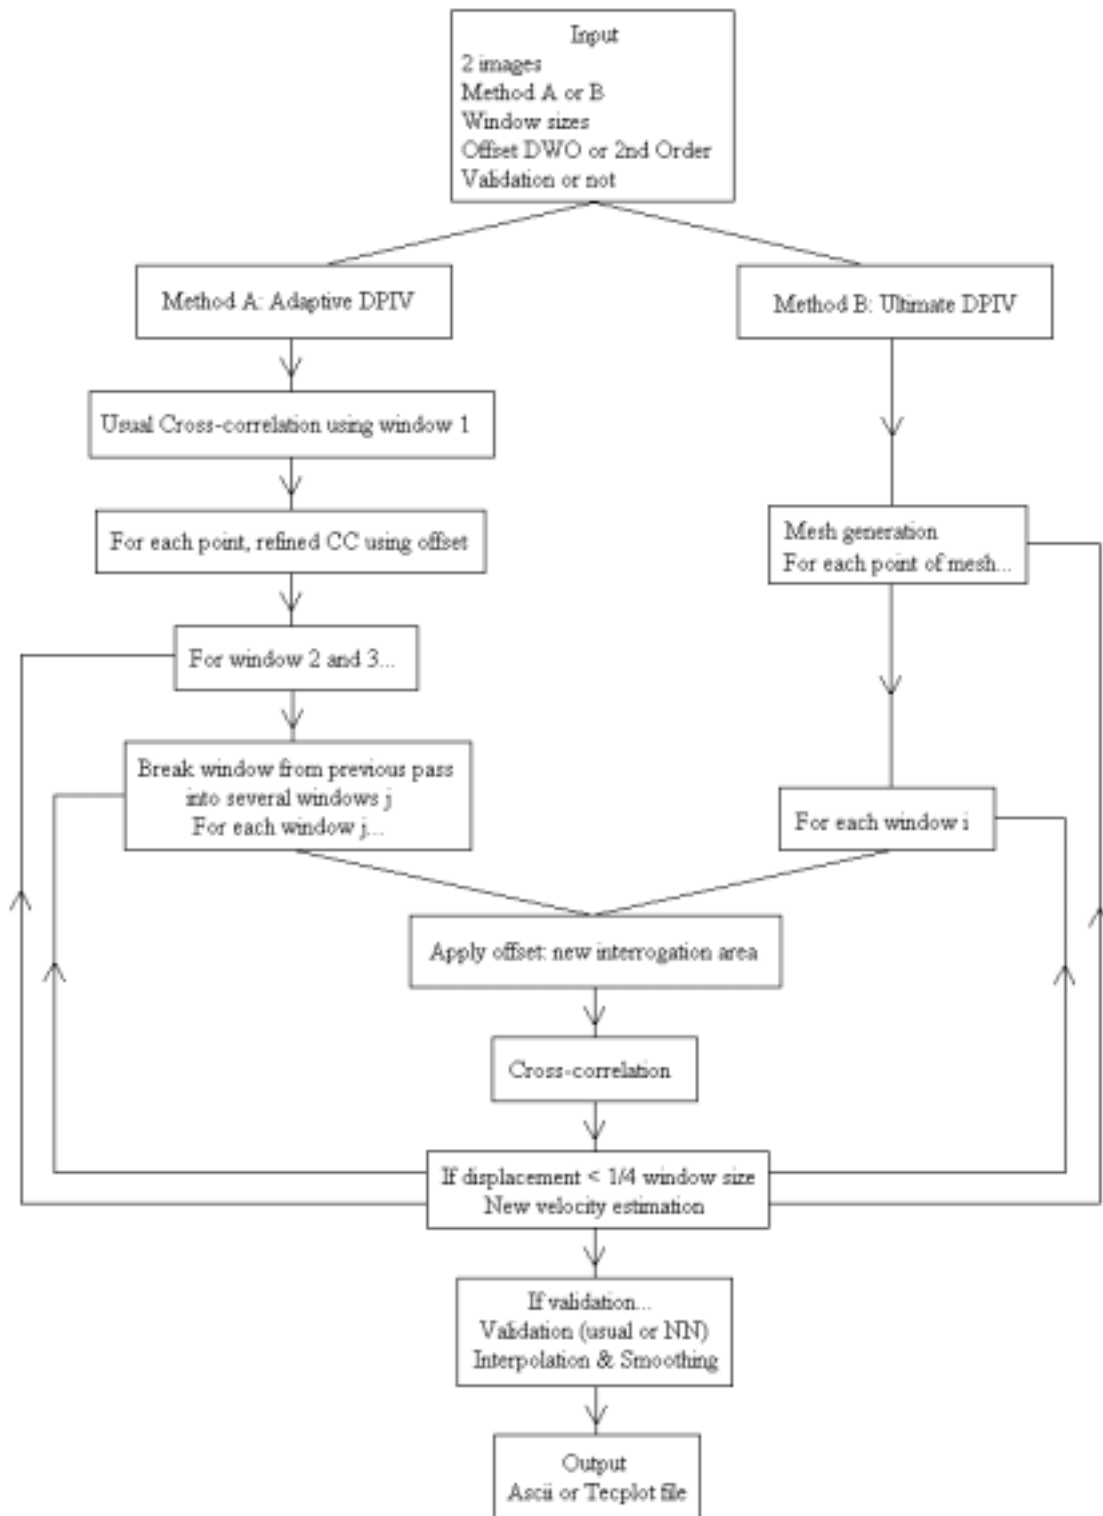 Input
2 images
Method A or B
Window sizes
Offset DWO or 2nd Order
Validation or not
Method A: Adaptive DPIV
Method B: Ultimate DPIV
Usual Cross-correlation using window 1
For each point, refined CC using offset
Mesh generation
For each point of mesh...
For window 2 and 3...
Break window from previous pass
into several windows j
For each window j...
For each window i
Apply offset: new interrogation area
Cross-correlation
If displacement < 1/4 window size
New velocity estimation
If validation...
Validation (usual or NN)
Interpolation & Smoothing
Output
Ascii or Tecplot file